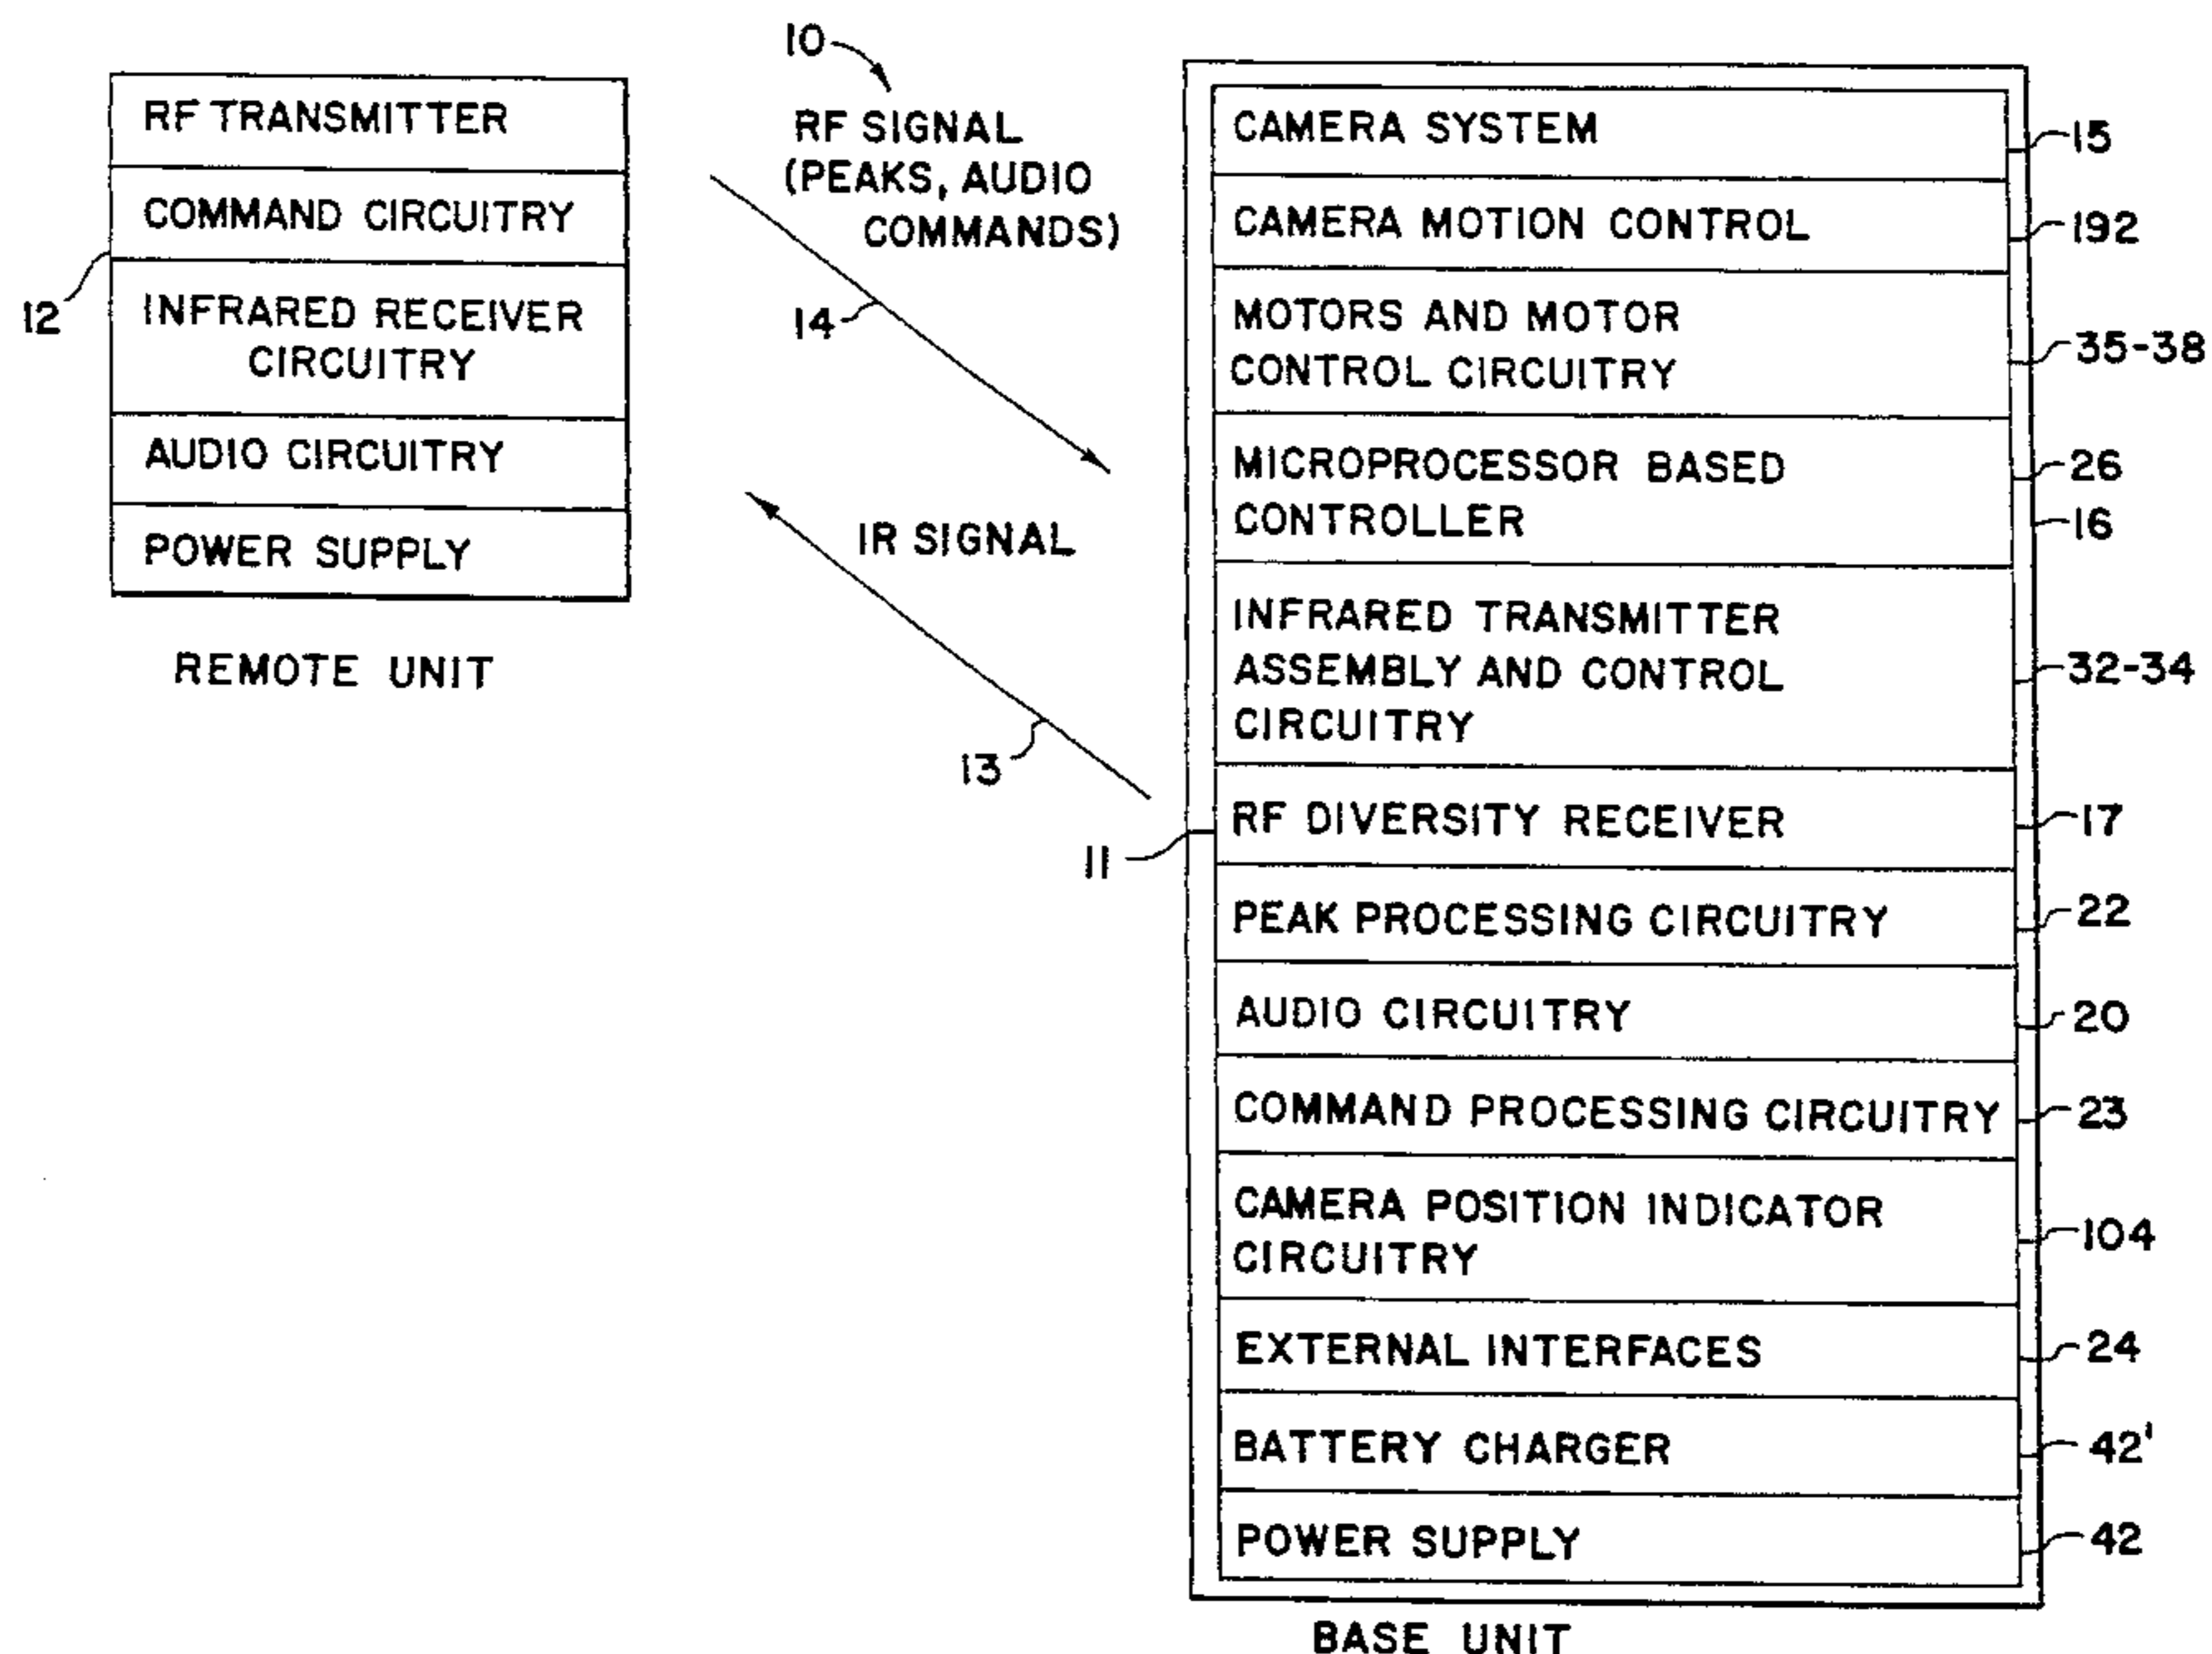 10
RF SIGNAL
(PEAKS, AUDIO
COMMANDS)
14
IR SIGNAL
13
RF TRANSMITTER
COMMAND CIRCUITRY
12
INFRARED RECEIVER
CIRCUITRY
AUDIO CIRCUITRY
POWER SUPPLY
REMOTE UNIT
11
CAMERA SYSTEM
15
CAMERA MOTION CONTROL
192
MOTORS AND MOTOR
CONTROL CIRCUITRY
35-38
MICROPROCESSOR BASED
CONTROLLER
26
16
INFRARED TRANSMITTER
ASSEMBLY AND CONTROL
CIRCUITRY
32-34
RF DIVERSITY RECEIVER
17
PEAK PROCESSING CIRCUITRY
22
AUDIO CIRCUITRY
20
COMMAND PROCESSING CIRCUITRY
23
CAMERA POSITION INDICATOR
CIRCUITRY
104
EXTERNAL INTERFACES
24
BATTERY CHARGER
42'
POWER SUPPLY
42
BASE UNIT